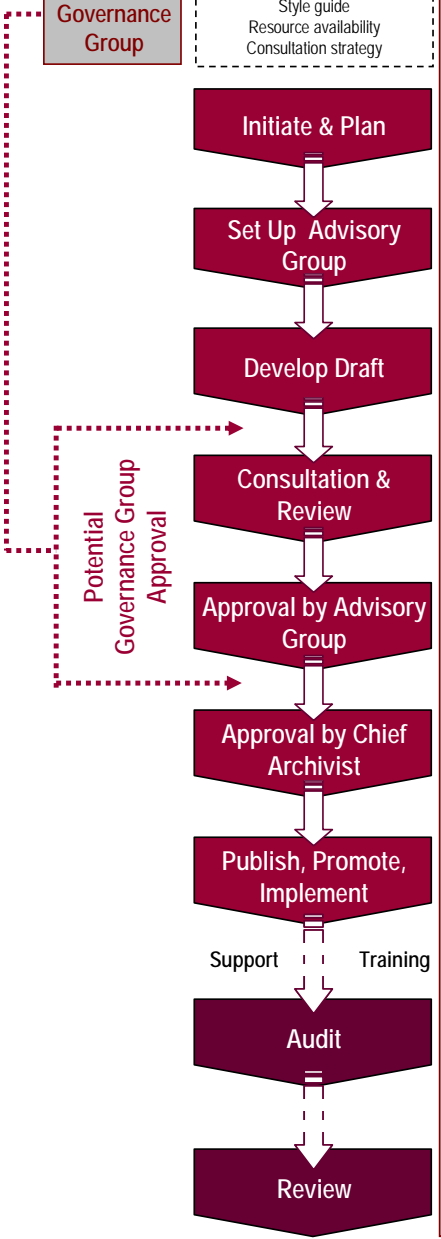 Governance
Group
Style guide
Resource availability
Consultation strategy
Initiate & Plan
Set Up Advisory
Group
Develop Draft
Potential
Governance Group
Approval
Consultation &
Review
Approval by Advisory
Group
Approval by Chief
Archivist
Publish, Promote,
Implement
Support Training
Audit
Review